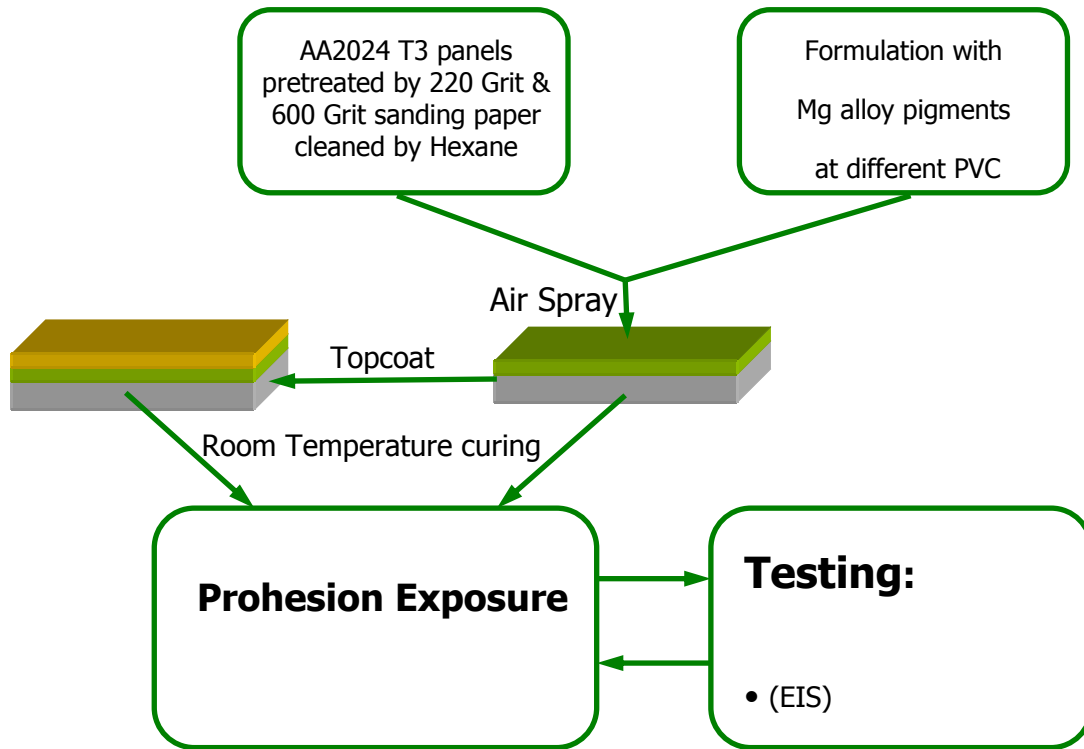 AA2024 T3 panels
pretreated by 220 Grit &
600 Grit sanding paper
cleaned by Hexane
Formulation with
Mg alloy pigments
at different PVC
Air Spray
Topcoat
Room Temperature curing
Prohesion Exposure
Testing:
• (EIS)